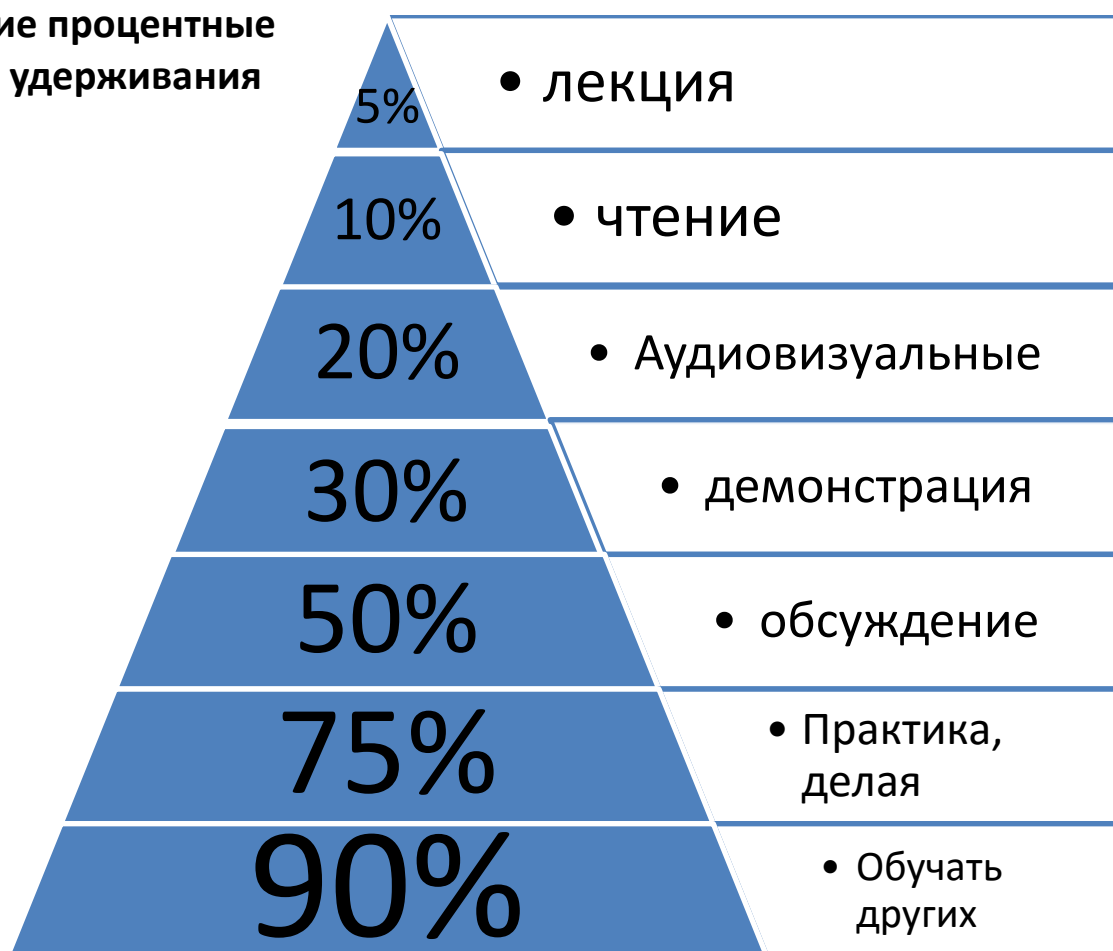 ие процентные
удерживания
5%
• лекция
10%
• чтение
20%
• Аудиовизуальные
30%
• демонстрация
50%
• обсуждение
75%
• Практика,
делая
90%
• Обучать
других